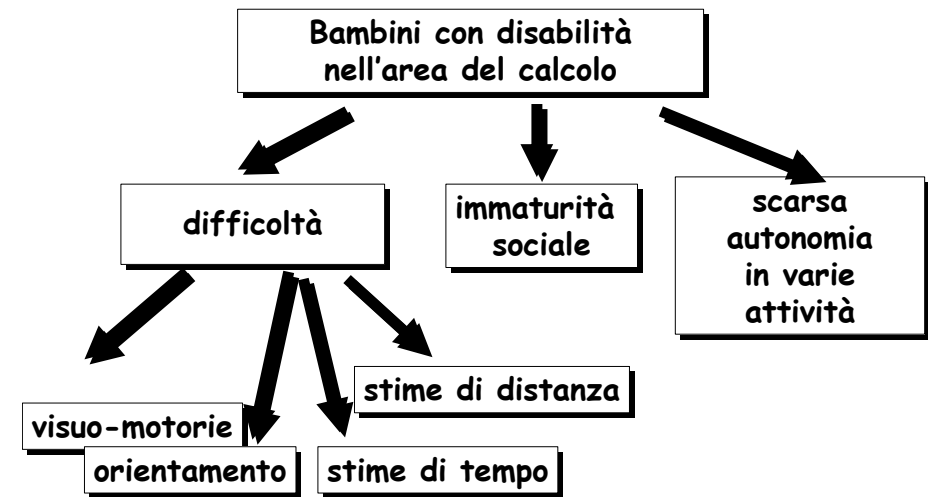 Bambini con disabilità
nell'area del calcolo
difficoltà
immaturità
sociale
scarsa
autonomia
in varie
attività
stime di distanza
visuo-motorie
orientamento
stime di tempo